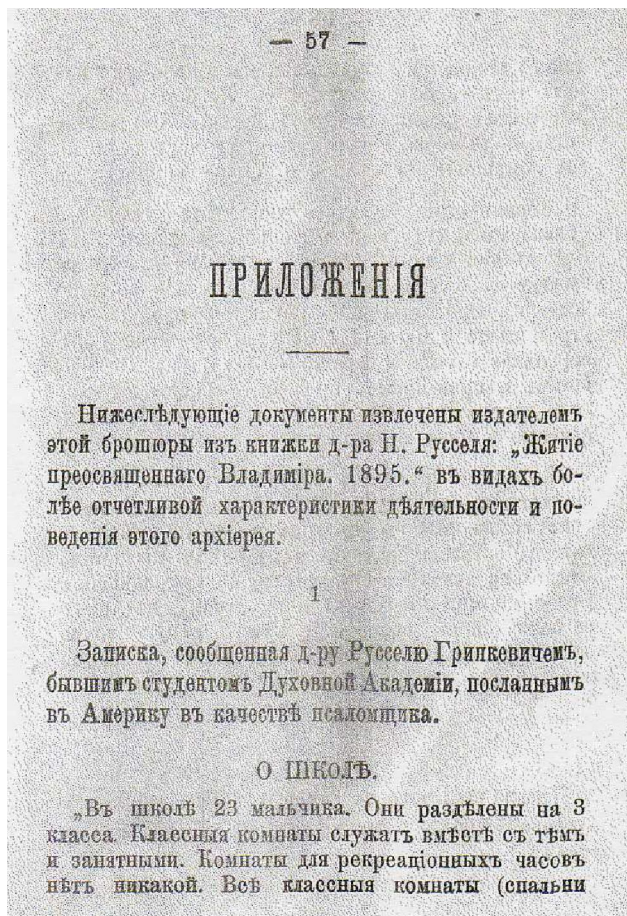 — 57 —
ПРИЛОЖЕНІЯ
Нижеслѣдующіе документы извлечены издателемъ
этой брошюры изъ книжки д-ра Н. Русселя: „Житіе
преосвященнаго Владиміра. 1895.“ въ видахъ бо-
лѣе отчетливой характеристики дѣятельности и по-
веденія этого архіерея.
1
Записка, сообщенная д-ру Русселю Гринкевичемъ,
бывшимъ студентомъ Духовной Академіи, посланнымъ
въ Америку въ качествѣ псаломщика.
О ШКОЛѢ.
„Въ школѣ 23 мальчика. Они раздѣлены на 3
класса. Классныя комнаты служатъ вмѣстѣ съ тѣмъ
и занятными. Комнаты для рекреаціонныхъ часовъ
нѣтъ никакой. Всѣ классныя комнаты (спальни